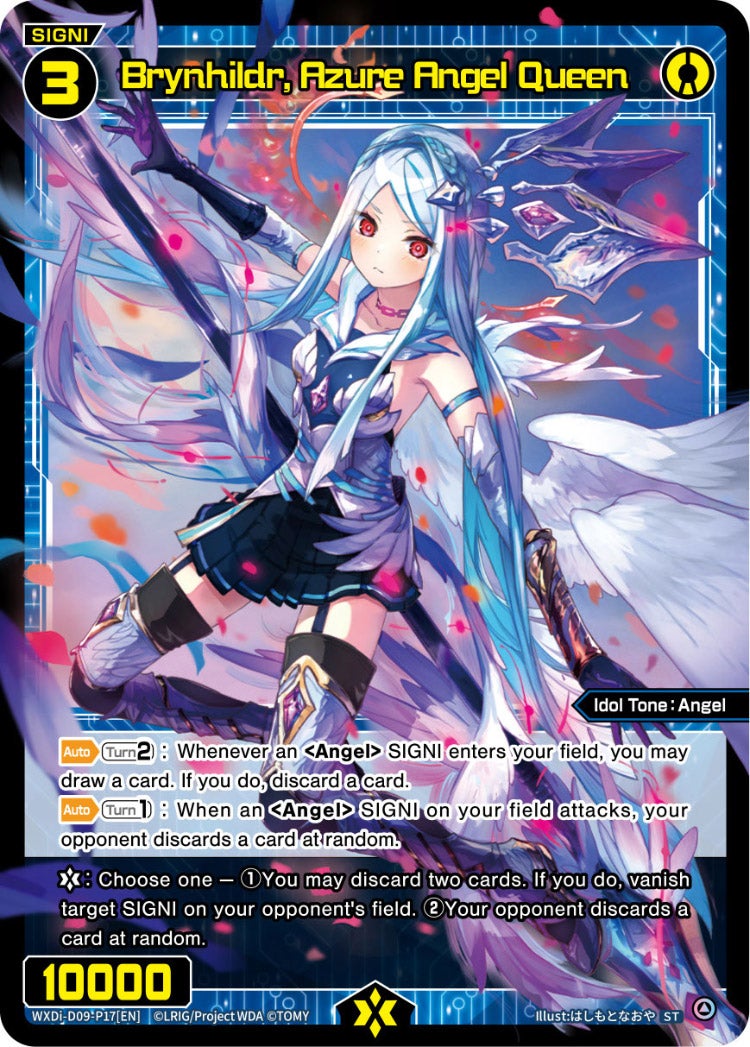 SIGNI
3
Brynhildr, Azure Angel Queen
Idol Tone:Angel
Auto Turn2 : Whenever an <Angel> SIGNI enters your field, you may
draw a card. If you do, discard a card.
Auto Turn1 : When an <Angel> SIGNI on your field attacks, your
opponent discards a card at random.
: Choose one – ①You may discard two cards. If you do, vanish
target SIGNI on your opponent's field. ②Your opponent discards a
card at random.
10000
WXDi-D09-P17[EN] ©LRIG/Project WDA ©TOMY
Illust:はしもとなおや ST